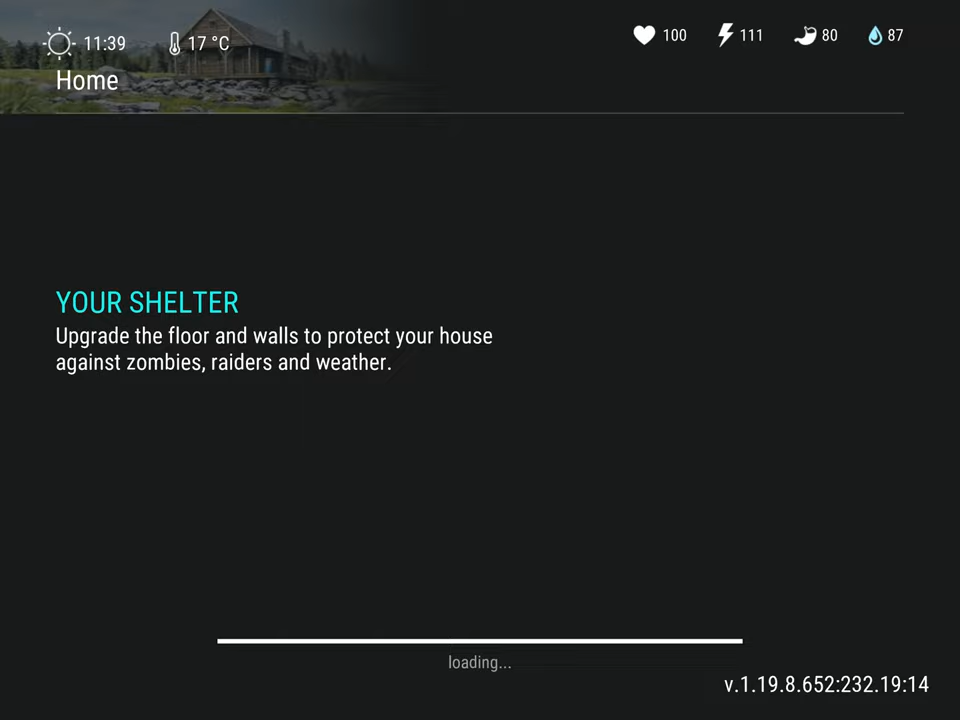 11:39
17 °C
100
111
80
87
Home
YOUR SHELTER
Upgrade the floor and walls to protect your house
against zombies, raiders and weather.
loading...
v.1.19.8.652:232.19:14